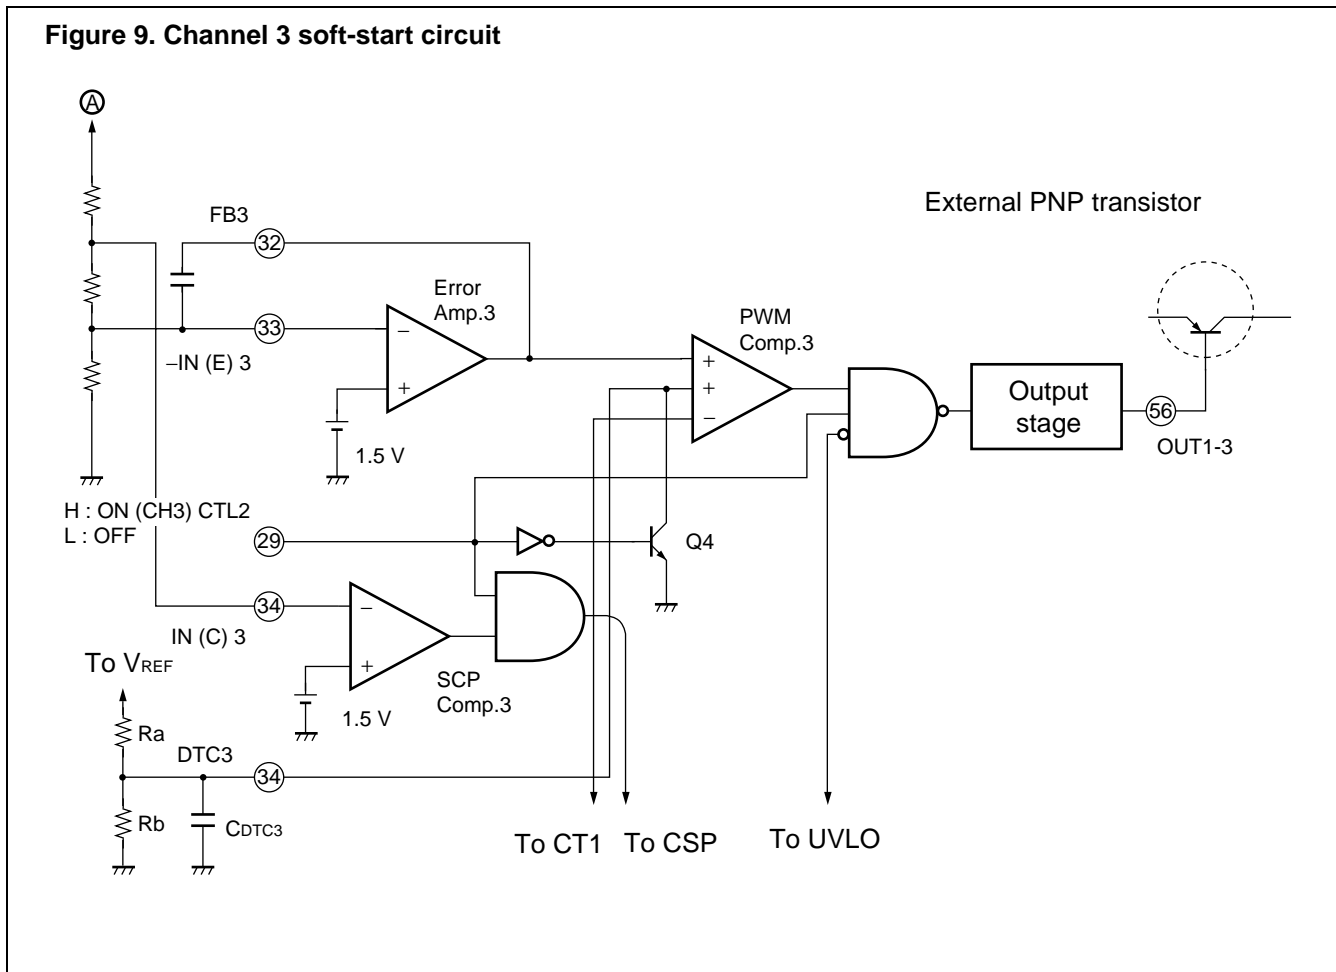 Figure 9. Channel 3 soft-start circuit
A
FB3
32
External PNP transistor
Error
Amp.3
33
−
+
−IN (E) 3
1.5 V
PWM
Comp.3
+
+
−
Output
stage
56
OUT1-3
H : ON (CH3) CTL2
L : OFF
29
Q4
34
IN (C) 3
−
+
SCP
Comp.3
1.5 V
To VREF
Ra
DTC3
34
Rb
CDTC3
To CT1
To CSP
To UVLO